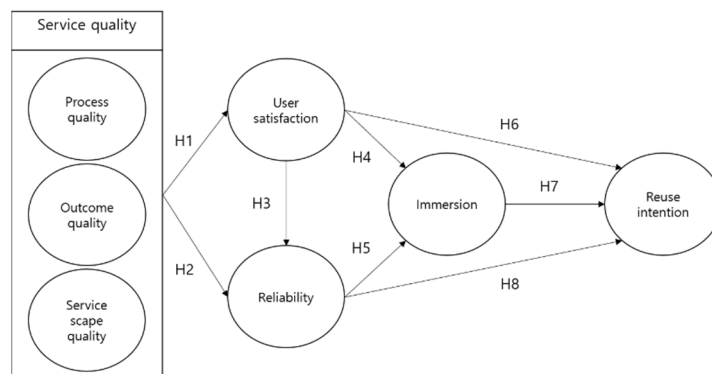 Service quality
Process
quality
Outcome
quality
Service
scape
quality
H1
H2
User
satisfaction
H3
Reliability
H4
H5
Immersion
H6
H7
H8
Reuse
intention